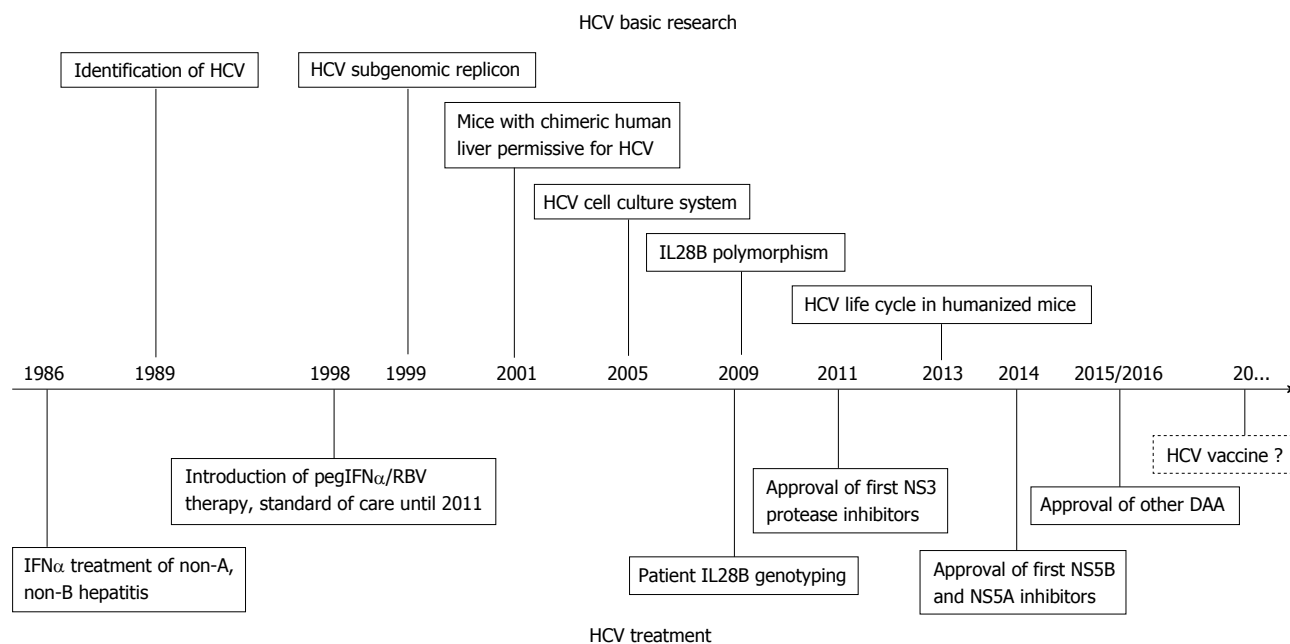 HCV basic research
Identification of HCV
HCV subgenomic replicon
Mice with chimeric human
liver permissive for HCV
HCV cell culture system
IL28B polymorphism
HCV life cycle in humanized mice
1986 1989 1998 1999 2001 2005 2009 2011 2013 2014 2015/2016 20...
HCV vaccine ?
Introduction of pegIFNα/RBV
therapy, standard of care until 2011
Approval of first NS3
protease inhibitors
Approval of other DAA
IFNα treatment of non-A,
non-B hepatitis
Patient IL28B genotyping
Approval of first NS5B
and NS5A inhibitors
HCV treatment